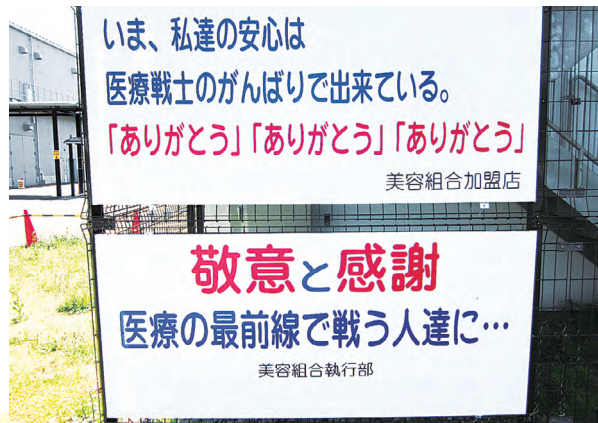 いま、私達の安心は
医療戦士のがんばりで出来ている。
「ありがとう」「ありがとう」「ありがとう」
美容組合加盟店
敬意と感謝
医療の最前線で戦う人達に…
美容組合執行部